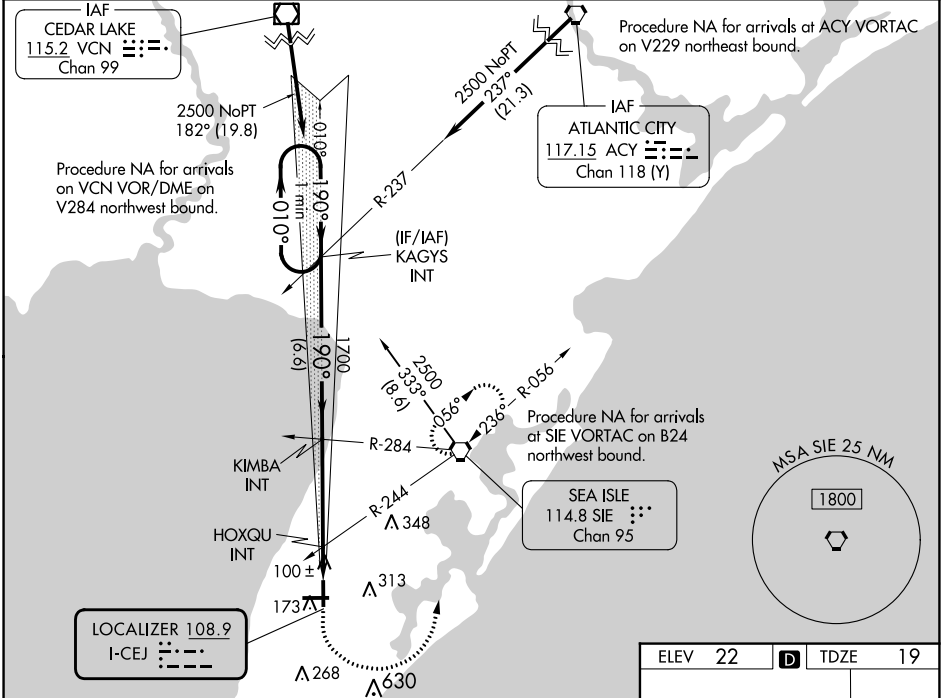 IAF
CEDAR LAKE
115.2 VCN
Chan 99
Procedure NA for arrivals at ACY VORTAC
on V229 northeast bound.
2500 NoPT
237°
(21.3)
IAF
ATLANTIC CITY
117.15 ACY
Chan 118 (Y)
2500 NoPT
182° (19.8)
010°
Procedure NA for arrivals
on VCN VOR/DME on
V284 northwest bound.
010°
1 min
190°
R-237
(IF/IAF)
KAGYS
INT
1700
190°
(6.6)
2500
333°
(8.6)
056°
236°
R-056
Procedure NA for arrivals
at SIE VORTAC on B24
northwest bound.
R-284
KIMBA
INT
MSA SIE 25 NM
1800
SEA ISLE
114.8 SIE
Chan 95
R-244
348
HOXQU
INT
100 ±
313
173
LOCALIZER 108.9
I-CEJ
268
630
ELEV 22 D TDZE 19